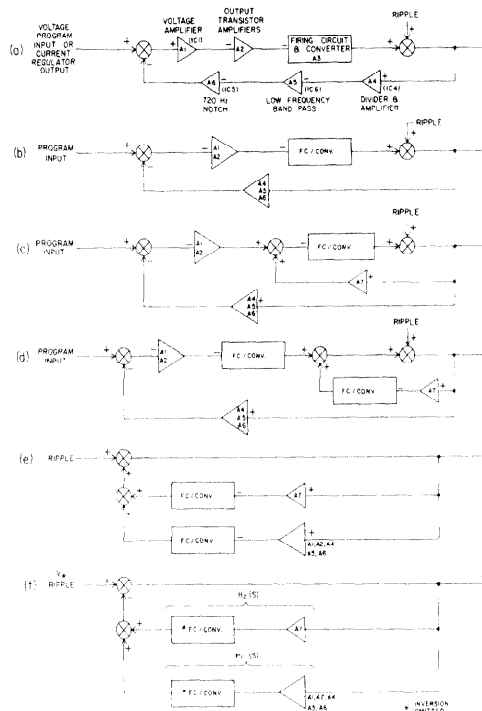 (a)
VOLTAGE
PROGRAM
INPUT OR
CURRENT
REGULATOR
OUTPUT
VOLTAGE
AMPLIFIER
(IC1)
A1
OUTPUT
TRANSISTOR
AMPLIFIERS
A2
FIRING CIRCUIT
& CONVERTER
A3
RIPPLE
A6
(IC5)
720 Hz
NOTCH
A5
(IC6)
LOW FREQUENCY
BAND PASS
A4
(IC4)
DIVIDER &
AMPLIFIER
(b)
PROGRAM
INPUT
A1
A2
FC/CONV.
RIPPLE
A4
A5
A6
(c)
PROGRAM
INPUT
A1
A2
FC/CONV.
RIPPLE
A7
A4
A5
A6
(d)
PROGRAM
INPUT
A1
A2
FC/CONV.
RIPPLE
FC/CONV.
A7
A4
A5
A6
(e)
RIPPLE
FC/CONV.
A7
FC/CONV.
A1, A2, A4
A5, A6
(f)
RIPPLE
H2 (S)
* FC/CONV.
A7
* FC/CONV.
A1, A2, A4
A5, A6
* INVERSION
OMITTED